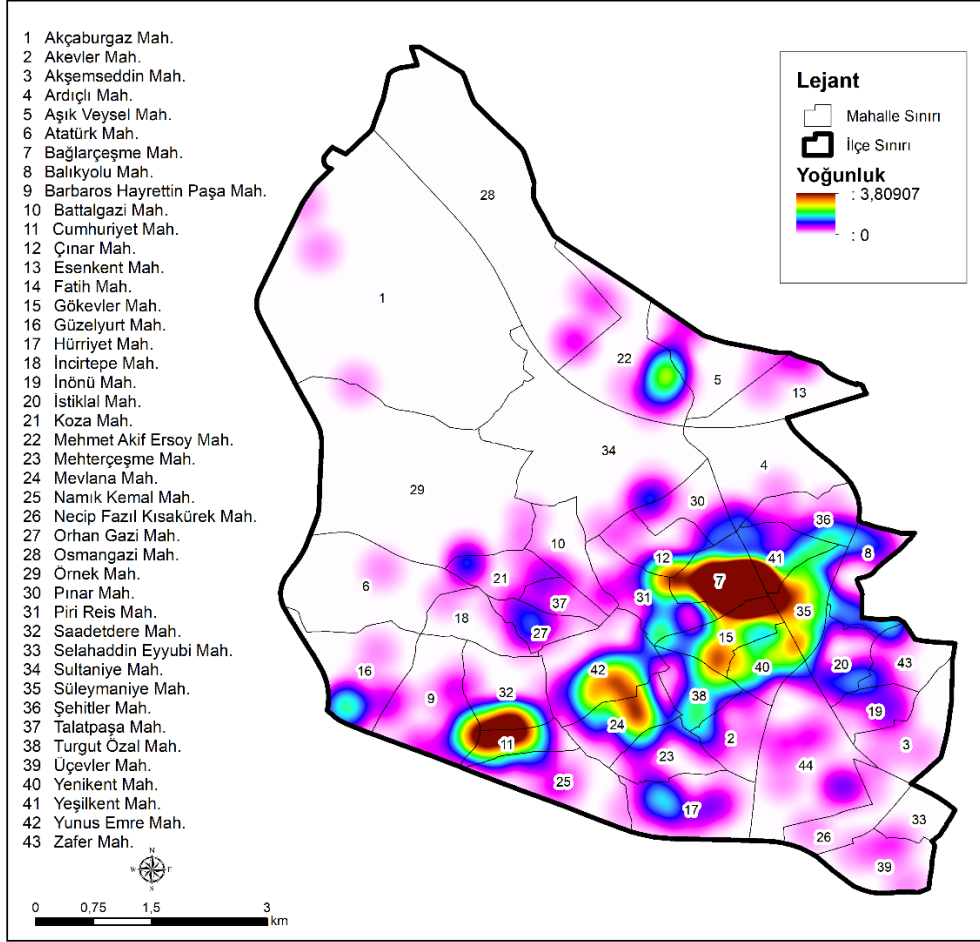 1 Akçaburgaz Mah.
2 Akevler Mah.
3 Akşemseddin Mah.
4 Ardıçlı Mah.
5 Aşık Veysel Mah.
6 Atatürk Mah.
7 Bağlarçeşme Mah.
8 Balıkyolu Mah.
9 Barbaros Hayrettin Paşa Mah.
10 Battalgazi Mah.
11 Cumhuriyet Mah.
12 Çınar Mah.
13 Esenkent Mah.
14 Fatih Mah.
15 Gökevler Mah.
16 Güzelyurt Mah.
17 Hürriyet Mah.
18 İncirtepe Mah.
19 İnönü Mah.
20 İstiklal Mah.
21 Koza Mah.
22 Mehmet Akif Ersoy Mah.
23 Mehterçeşme Mah.
24 Mevlana Mah.
25 Namık Kemal Mah.
26 Necip Fazıl Kısakürek Mah.
27 Orhan Gazi Mah.
28 Osmangazi Mah.
29 Örnek Mah.
30 Pınar Mah.
31 Piri Reis Mah.
32 Saadetdere Mah.
33 Selahaddin Eyyubi Mah.
34 Sultaniye Mah.
35 Süleymaniye Mah.
36 Şehitler Mah.
37 Talatpaşa Mah.
38 Turgut Özal Mah.
39 Üçevler Mah.
40 Yenikent Mah.
41 Yeşilkent Mah.
42 Yunus Emre Mah.
43 Zafer Mah.
N
W
S
0 0,75 1,5 3
km
Lejant
Mahalle Sınırı
İlçe Sınırı
Yoğunluk
: 3,80907
: 0
28
1
22
5
13
34
4
29
30
36
10
41
8
12
7
21
6
37
31
35
18
27
15
43
16
42
40
20
9
32
38
19
24
2
11
3
23
44
25
17
33
26
39